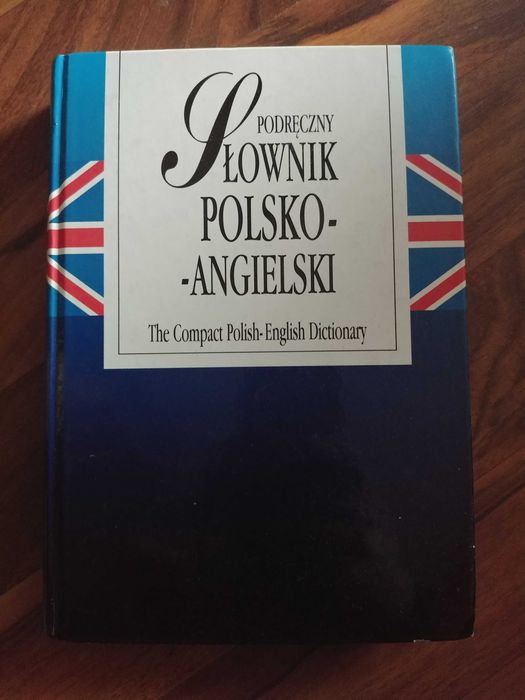 PODRĘCZNY
SŁOWNIK
POLSKO-
-ANGIELSKI
The Compact Polish-English Dictionary